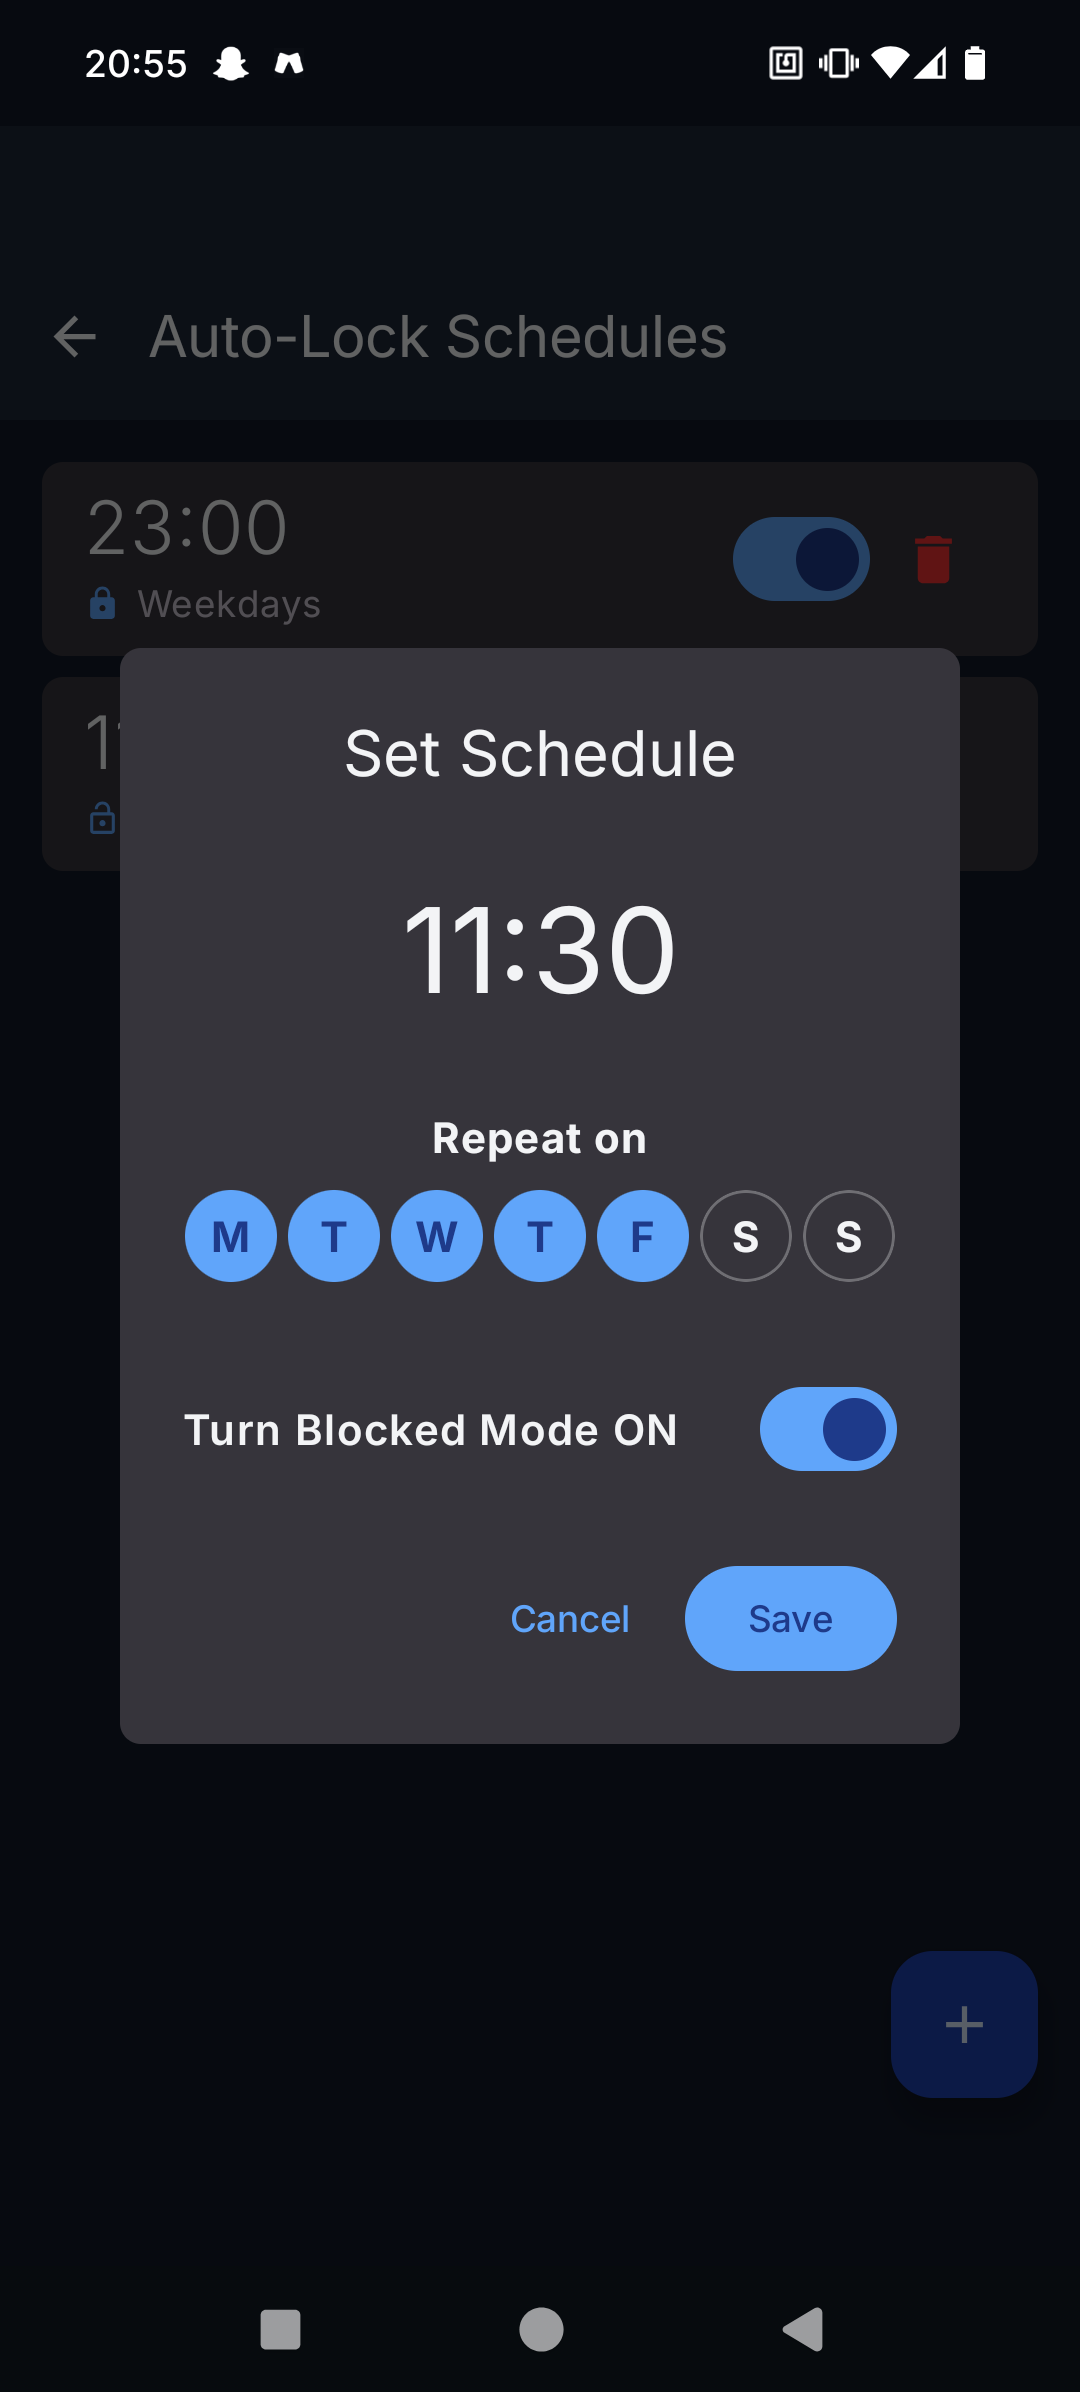 20:55
Auto-Lock Schedules
23:00
Weekdays
Set Schedule
11:30
Repeat on
M T W T F S S
Turn Blocked Mode ON
Cancel Save